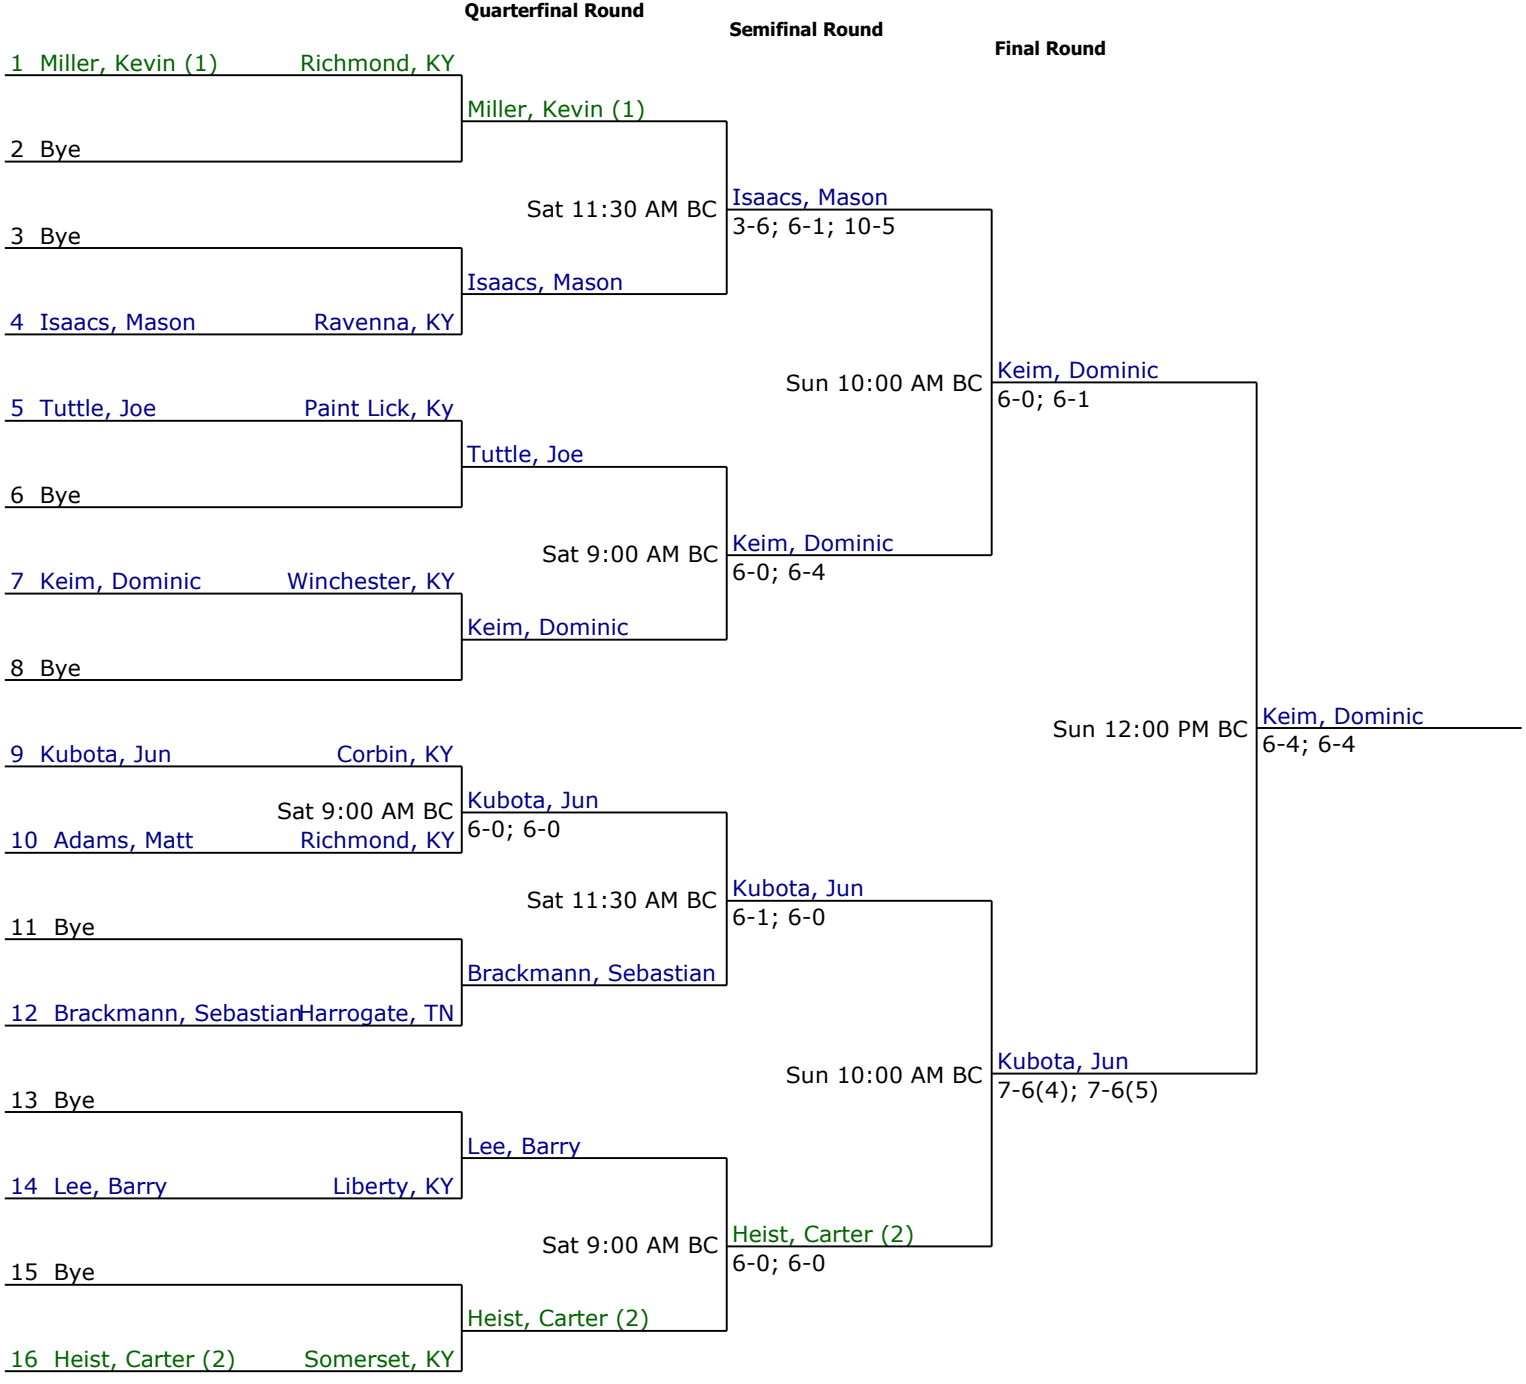 Quarterfinal Round
Semifinal Round
Final Round
1 Miller, Kevin (1) Richmond, KY
Miller, Kevin (1)
2 Bye
Sat 11:30 AM BC
Isaacs, Mason
3-6; 6-1; 10-5
3 Bye
Isaacs, Mason
4 Isaacs, Mason Ravenna, KY
Sun 10:00 AM BC
Keim, Dominic
6-0; 6-1
5 Tuttle, Joe Paint Lick, Ky
Tuttle, Joe
6 Bye
Sat 9:00 AM BC
Keim, Dominic
6-0; 6-4
7 Keim, Dominic Winchester, KY
Keim, Dominic
8 Bye
Sun 12:00 PM BC
Keim, Dominic
6-4; 6-4
9 Kubota, Jun Corbin, KY
Sat 9:00 AM BC
Kubota, Jun
6-0; 6-0
10 Adams, Matt Richmond, KY
Sat 11:30 AM BC
Kubota, Jun
6-1; 6-0
11 Bye
Brackmann, Sebastian
12 Brackmann, Sebastian Harrogate, TN
Sun 10:00 AM BC
Kubota, Jun
7-6(4); 7-6(5)
13 Bye
Lee, Barry
14 Lee, Barry Liberty, KY
Sat 9:00 AM BC
Heist, Carter (2)
6-0; 6-0
15 Bye
Heist, Carter (2)
16 Heist, Carter (2) Somerset, KY